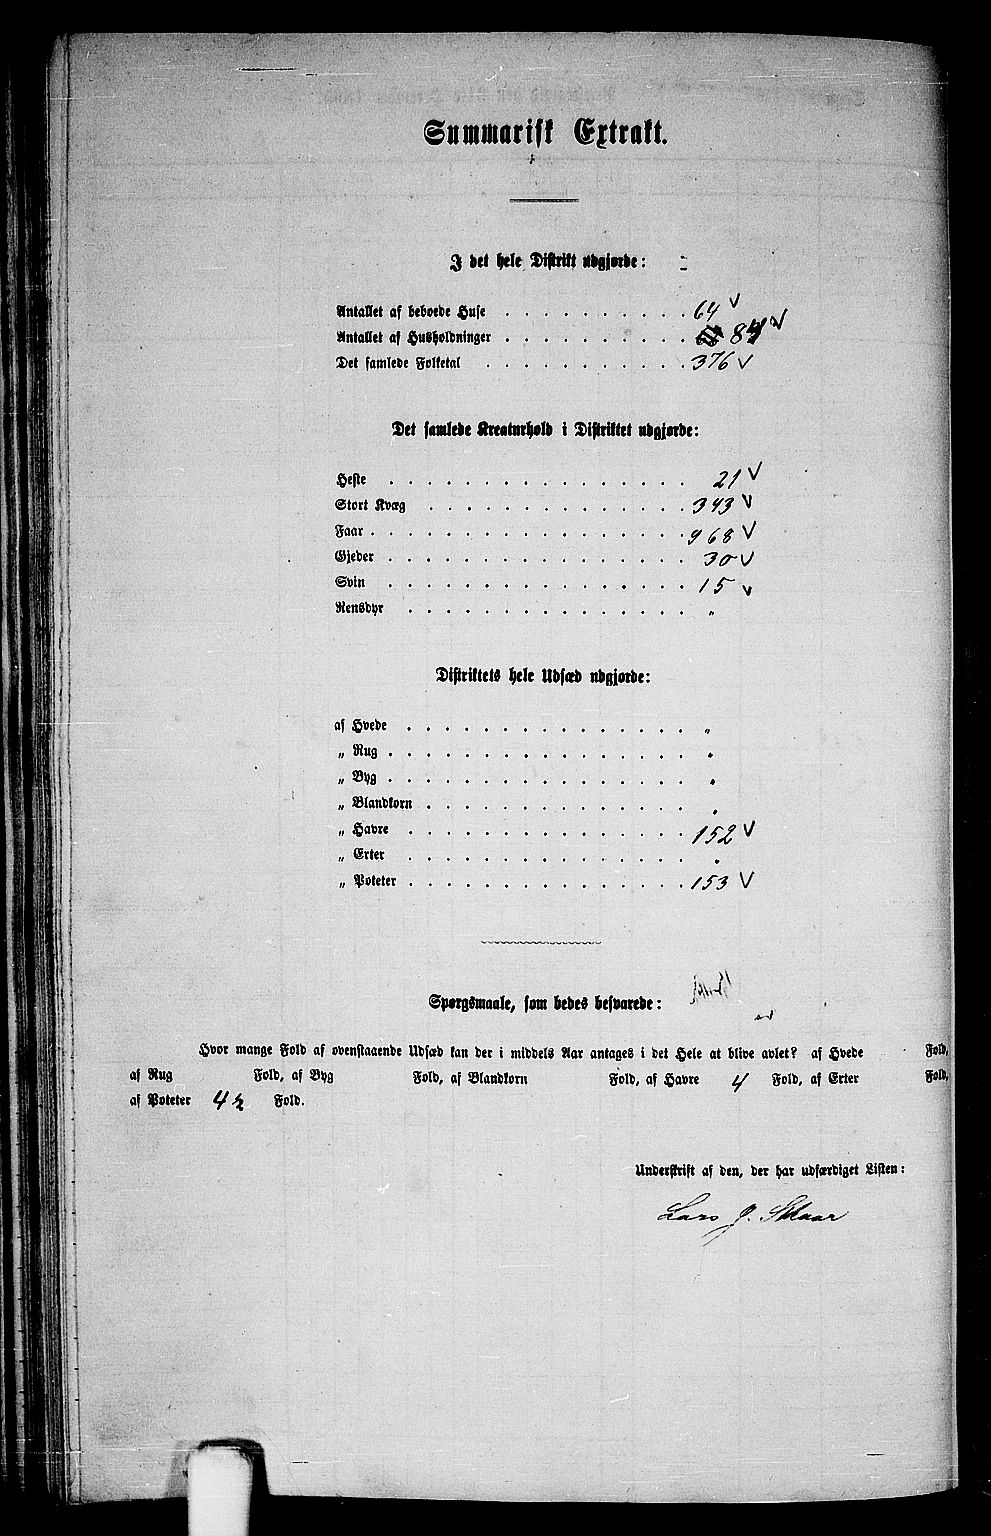 Summarisk Extrakt.
I det hele Distrikt udgjorde:
Antallet af beboede Huse . . . . . . . . . . 64 ✓
Antallet af Husholdninger . . . . . . . . . . 84 ✓
Det samlede Folketal . . . . . . . . . . . 376 ✓
Det samlede Kreaturhold i Distriktet udgjorde:
Heste . . . . . . . . . . . . . . . . 21 ✓
Stort Kvæg . . . . . . . . . . . . . . 343 ✓
Faar . . . . . . . . . . . . . . . . . 968 ✓
Gjeder . . . . . . . . . . . . . . . . 30 ✓
Svin . . . . . . . . . . . . . . . . 15 ✓
Rensdyr . . . . . . . . . . . . . . . "
Distriktets hele Udsæd udgjorde:
af Hvede . . . . . . . . . . . . . . . "
„ Rug . . . . . . . . . . . . . . . . "
„ Byg . . . . . . . . . . . . . . . . "
„ Blandkorn . . . . . . . . . . . . . . "
„ Havre . . . . . . . . . . . . . . . 152 ✓
„ Erter . . . . . . . . . . . . . . . "
„ Poteter . . . . . . . . . . . . . . . 153 ✓
Spørgsmaale, som bedes besvarede:
Hvor mange Fold af ovenstaaende Udsæd kan der i middels Aar antages i det Hele at blive avlet? af Hvede Fold,
af Rug Fold, af Byg Fold, af Blandkorn Fold, af Havre 4 Fold, af Erter Fold,
af Poteter 4½ Fold.
Underskrift af den, der har udfærdiget Listen:
Lars J.